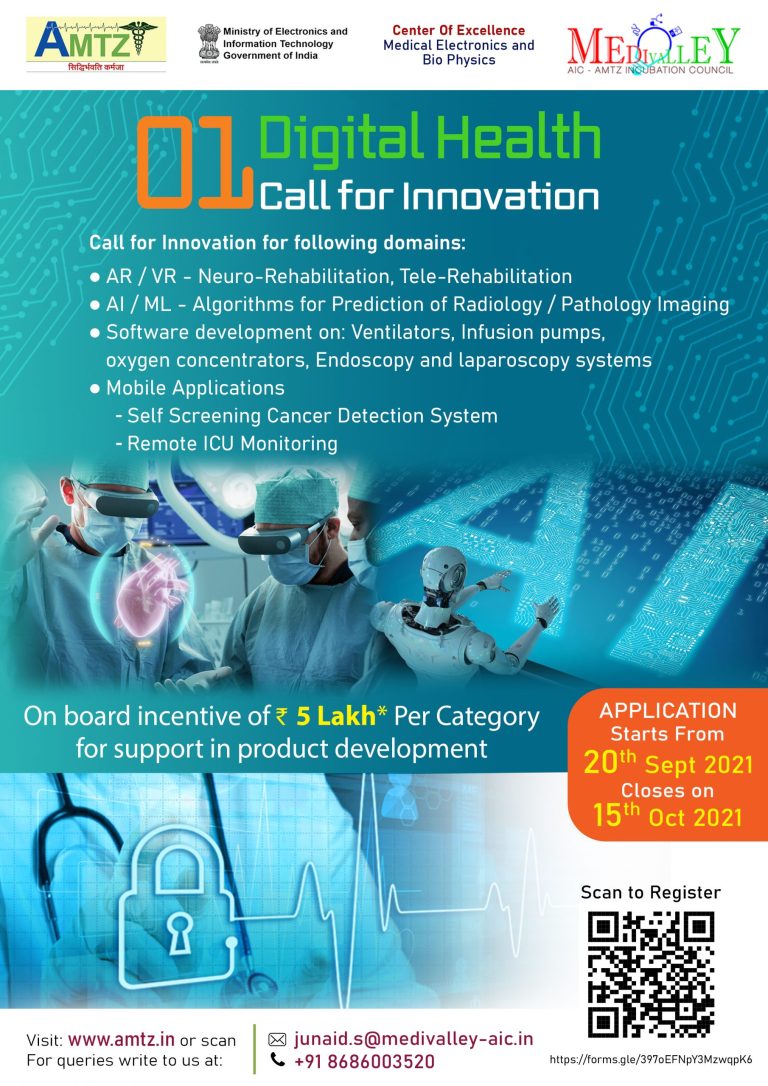 AMTZ
सिद्धिर्भवति कर्मजा
Ministry of Electronics and
Information Technology
Government of India
Center Of Excellence
Medical Electronics and
Bio Physics
MEDIVALLEY
AIC - AMTZ INCUBATION COUNCIL
01 Digital Health
Call for Innovation
Call for Innovation for following domains:
● AR / VR - Neuro-Rehabilitation, Tele-Rehabilitation
● AI / ML - Algorithms for Prediction of Radiology / Pathology Imaging
● Software development on: Ventilators, Infusion pumps,
oxygen concentrators, Endoscopy and laparoscopy systems
● Mobile Applications
- Self Screening Cancer Detection System
- Remote ICU Monitoring
AI
On board incentive of ₹ 5 Lakh* Per Category
for support in product development
APPLICATION
Starts From
20th Sept 2021
Closes on
15th Oct 2021
Scan to Register
https://forms.gle/397oEFNpY3MzwqpK6
Visit: www.amtz.in or scan
For queries write to us at:
junaid.s@medivalley-aic.in
+91 8686003520